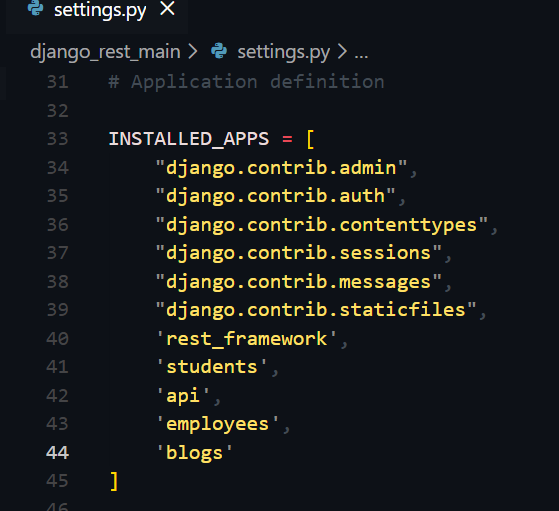 settings.py ✕
django_rest_main > settings.py > ...
31 # Application definition
32
33 INSTALLED_APPS = [
34     "django.contrib.admin",
35     "django.contrib.auth",
36     "django.contrib.contenttypes",
37     "django.contrib.sessions",
38     "django.contrib.messages",
39     "django.contrib.staticfiles",
40     'rest_framework',
41     'students',
42     'api',
43     'employees',
44     'blogs'
45 ]
46